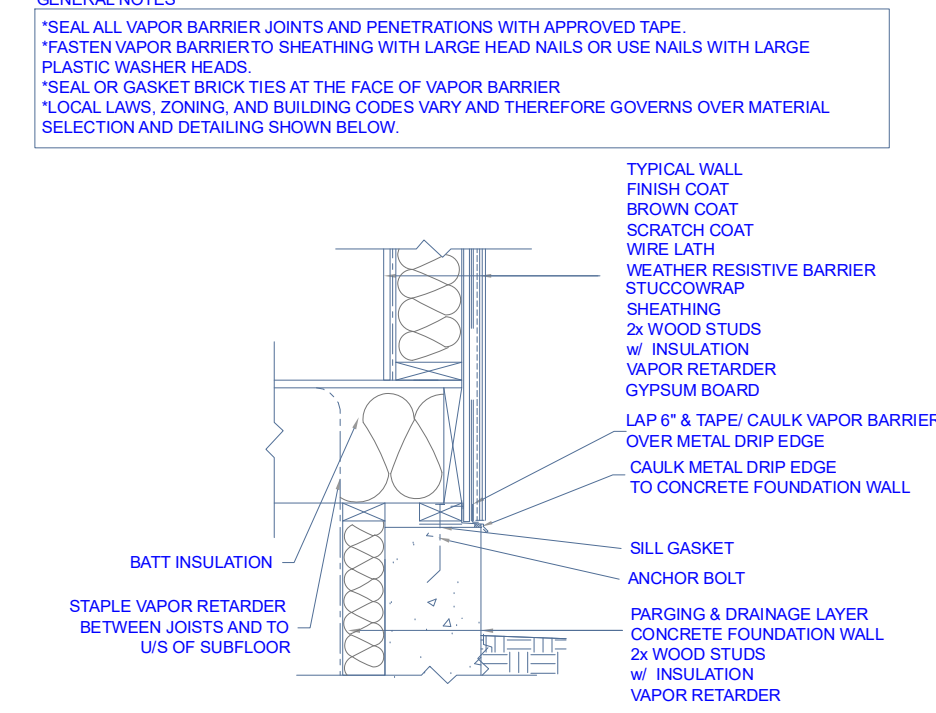 GENERAL NOTES
*SEAL ALL VAPOR BARRIER JOINTS AND PENETRATIONS WITH APPROVED TAPE.
*FASTEN VAPOR BARRIER TO SHEATHING WITH LARGE HEAD NAILS OR USE NAILS WITH LARGE
PLASTIC WASHER HEADS.
*SEAL OR GASKET BRICK TIES AT THE FACE OF VAPOR BARRIER
*LOCAL LAWS, ZONING, AND BUILDING CODES VARY AND THEREFORE GOVERNS OVER MATERIAL
SELECTION AND DETAILING SHOWN BELOW.
TYPICAL WALL
FINISH COAT
BROWN COAT
SCRATCH COAT
WIRE LATH
WEATHER RESISTIVE BARRIER
STUCCOWRAP
SHEATHING
2x WOOD STUDS
w/ INSULATION
VAPOR RETARDER
GYPSUM BOARD
LAP 6" & TAPE/ CAULK VAPOR BARRIER
OVER METAL DRIP EDGE
CAULK METAL DRIP EDGE
TO CONCRETE FOUNDATION WALL
SILL GASKET
ANCHOR BOLT
BATT INSULATION
STAPLE VAPOR RETARDER
BETWEEN JOISTS AND TO
U/S OF SUBFLOOR
PARGING & DRAINAGE LAYER
CONCRETE FOUNDATION WALL
2x WOOD STUDS
w/ INSULATION
VAPOR RETARDER